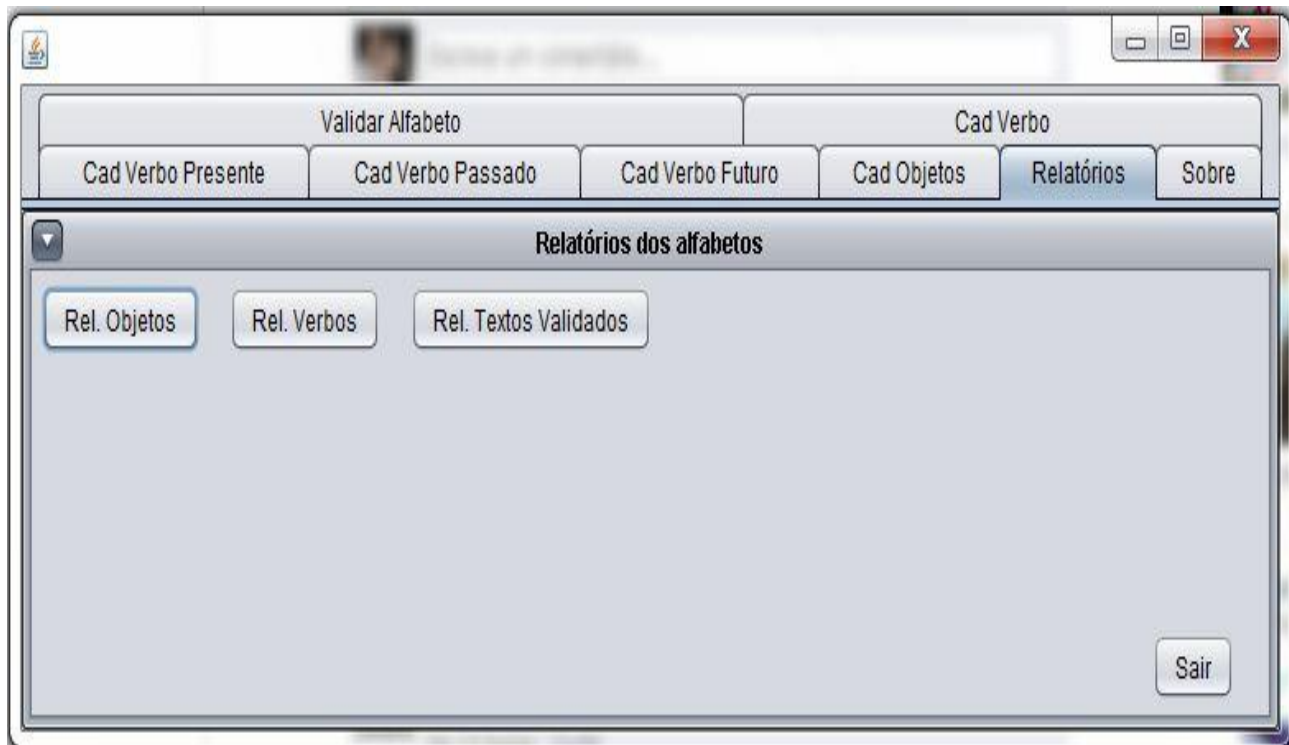 Validar Alfabeto Cad Verbo
Cad Verbo Presente Cad Verbo Passado Cad Verbo Futuro Cad Objetos Relatórios Sobre
Relatórios dos alfabetos
Rel. Objetos Rel. Verbos Rel. Textos Validados
Sair